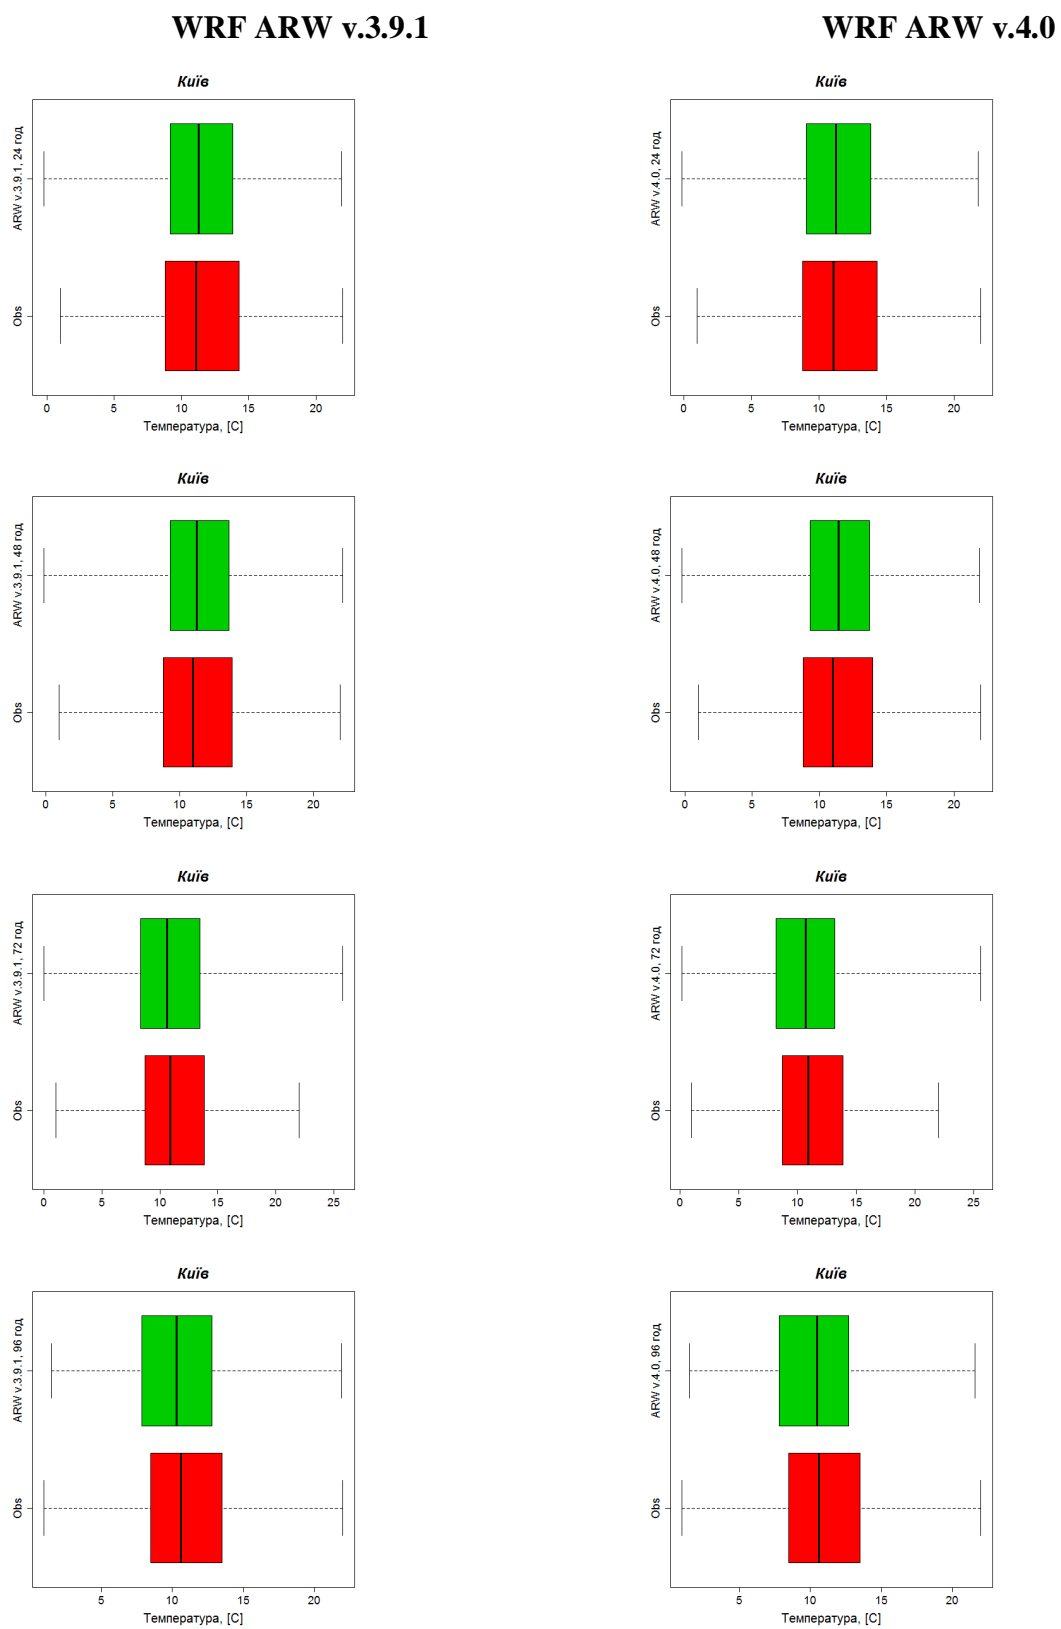 WRF ARW v.3.9.1
WRF ARW v.4.0
Київ
ARW v.3.9.1, 24 год
Obs
0 5 10 15 20
Температура, [C]
Київ
ARW v.4.0, 24 год
Obs
0 5 10 15 20
Температура, [C]
Київ
ARW v.3.9.1, 48 год
Obs
0 5 10 15 20
Температура, [C]
Київ
ARW v.4.0, 48 год
Obs
0 5 10 15 20
Температура, [C]
Київ
ARW v.3.9.1, 72 год
Obs
0 5 10 15 20 25
Температура, [C]
Київ
ARW v.4.0, 72 год
Obs
0 5 10 15 20 25
Температура, [C]
Київ
ARW v.3.9.1, 96 год
Obs
5 10 15 20
Температура, [C]
Київ
ARW v.4.0, 96 год
Obs
5 10 15 20
Температура, [C]